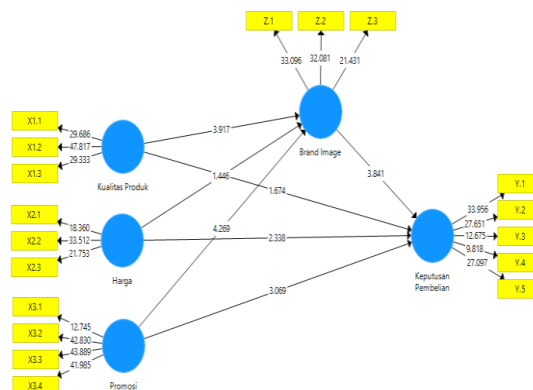 Z.1
Z.2
Z.3
33.096
32.081
21.431
Brand Image
X1.1
X1.2
X1.3
29.686
47.817
29.333
Kualitas Produk
3.917
1.446
4.269
1.674
2.338
3.069
3.841
X2.1
X2.2
X2.3
18.360
33.512
21.753
Harga
X3.1
X3.2
X3.3
X3.4
12.745
42.830
43.889
41.985
Promosi
Y.1
Y.2
Y.3
Y.4
Y.5
33.956
27.651
12.675
9.818
27.097
Keputusan
Pembelian